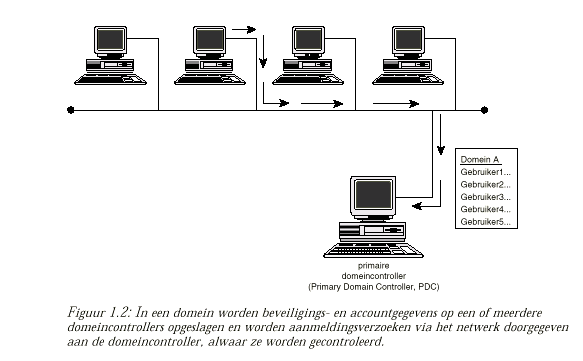 Domein A
Gebruiker1...
Gebruiker2...
Gebruiker3...
Gebruiker4...
Gebruiker5...
primaire
domeincontroller
(Primary Domain Controller, PDC)
Figuur 1.2: In een domein worden beveiligings- en accountgegevens op een of meerdere
domeincontrollers opgeslagen en worden aanmeldingsverzoeken via het netwerk doorgegeven
aan de domeincontroller, alwaar ze worden gecontroleerd.